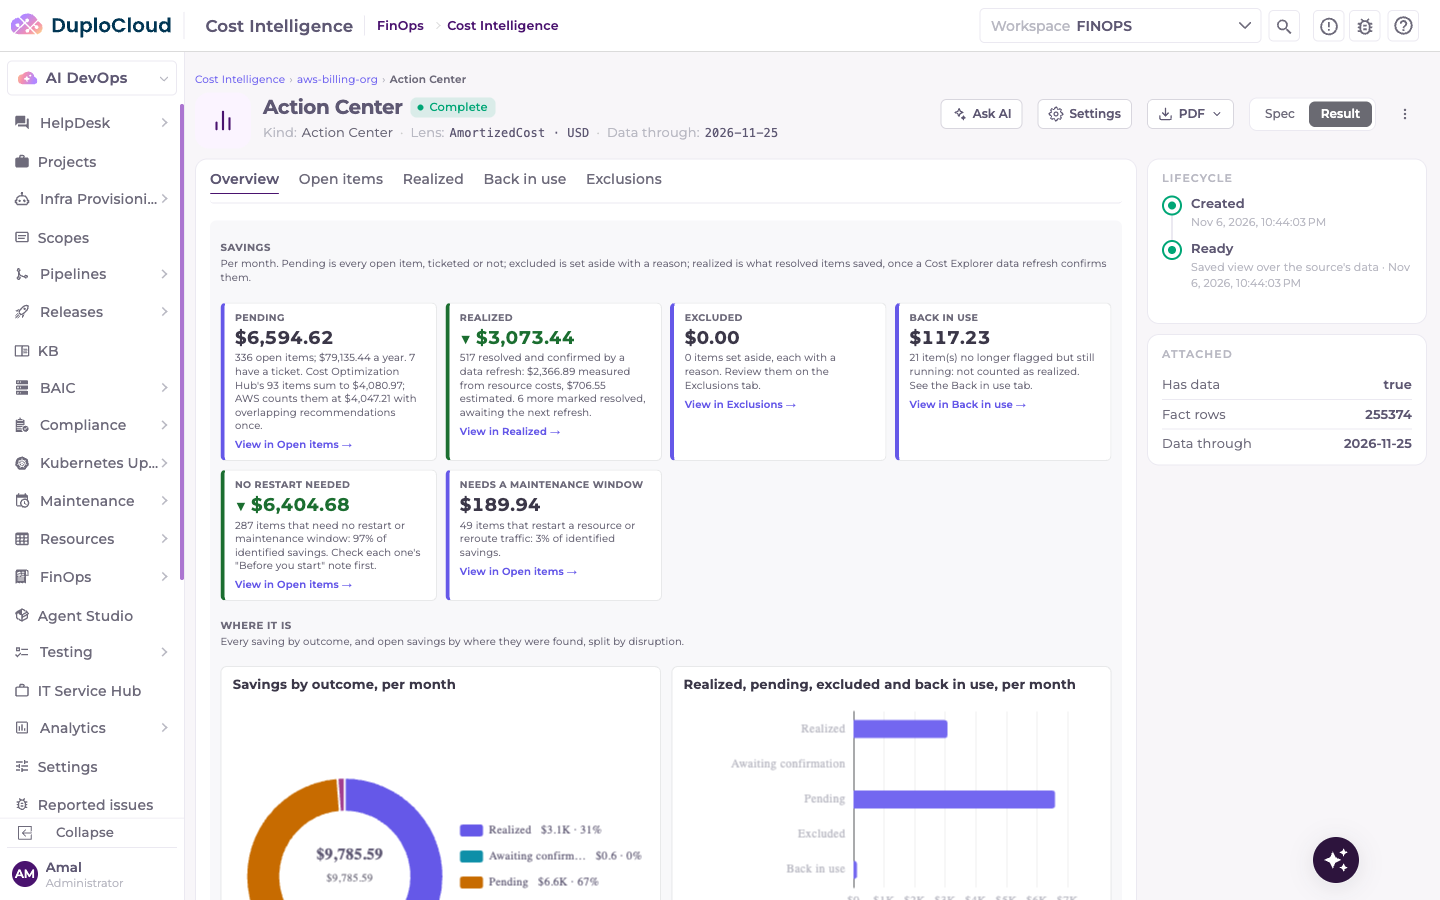 DuploCloud
Cost Intelligence
FinOps > Cost Intelligence
Workspace FINOPS
AI DevOps
HelpDesk
Projects
Infra Provisioni...
Scopes
Pipelines
Releases
KB
BAIC
Compliance
Kubernetes Up...
Maintenance
Resources
FinOps
Agent Studio
Testing
IT Service Hub
Analytics
Settings
Reported issues
Collapse
AM
Amal
Administrator
Cost Intelligence › aws-billing-org › Action Center
Action Center
Complete
Kind: Action Center · Lens: AmortizedCost · USD · Data through: 2026-11-25
Ask AI
Settings
PDF
Spec
Result
Overview
Open items
Realized
Back in use
Exclusions
SAVINGS
Per month. Pending is every open item, ticketed or not; excluded is set aside with a reason; realized is what resolved items saved, once a Cost Explorer data refresh confirms
them.
PENDING
$6,594.62
336 open items; $79,135.44 a year. 7
have a ticket. Cost Optimization
Hub's 93 items sum to $4,080.97;
AWS counts them at $4,047.21 with
overlapping recommendations
once.
View in Open items →
REALIZED
▼ $3,073.44
517 resolved and confirmed by a
data refresh: $2,366.89 measured
from resource costs, $706.55
estimated. 6 more marked resolved,
awaiting the next refresh.
View in Realized →
EXCLUDED
$0.00
0 items set aside, each with a
reason. Review them on the
Exclusions tab.
View in Exclusions →
BACK IN USE
$117.23
21 item(s) no longer flagged but still
running: not counted as realized.
See the Back in use tab.
View in Back in use →
NO RESTART NEEDED
▼ $6,404.68
287 items that need no restart or
maintenance window: 97% of
identified savings. Check each one's
"Before you start" note first.
View in Open items →
NEEDS A MAINTENANCE WINDOW
$189.94
49 items that restart a resource or
reroute traffic: 3% of identified
savings.
View in Open items →
WHERE IT IS
Every saving by outcome, and open savings by where they were found, split by disruption.
Savings by outcome, per month
$9,785.59
$9,785.59
Realized $3.1K · 31%
Awaiting confirm... $0.6 · 0%
Pending $6.6K · 67%
Realized, pending, excluded and back in use, per month
Realized
Awaiting confirmation
Pending
Excluded
Back in use
$0 $1K $2K $3K $4K $5K $6K $7K
LIFECYCLE
Created
Nov 6, 2026, 10:44:03 PM
Ready
Saved view over the source's data · Nov
6, 2026, 10:44:03 PM
ATTACHED
Has data true
Fact rows 255374
Data through 2026-11-25